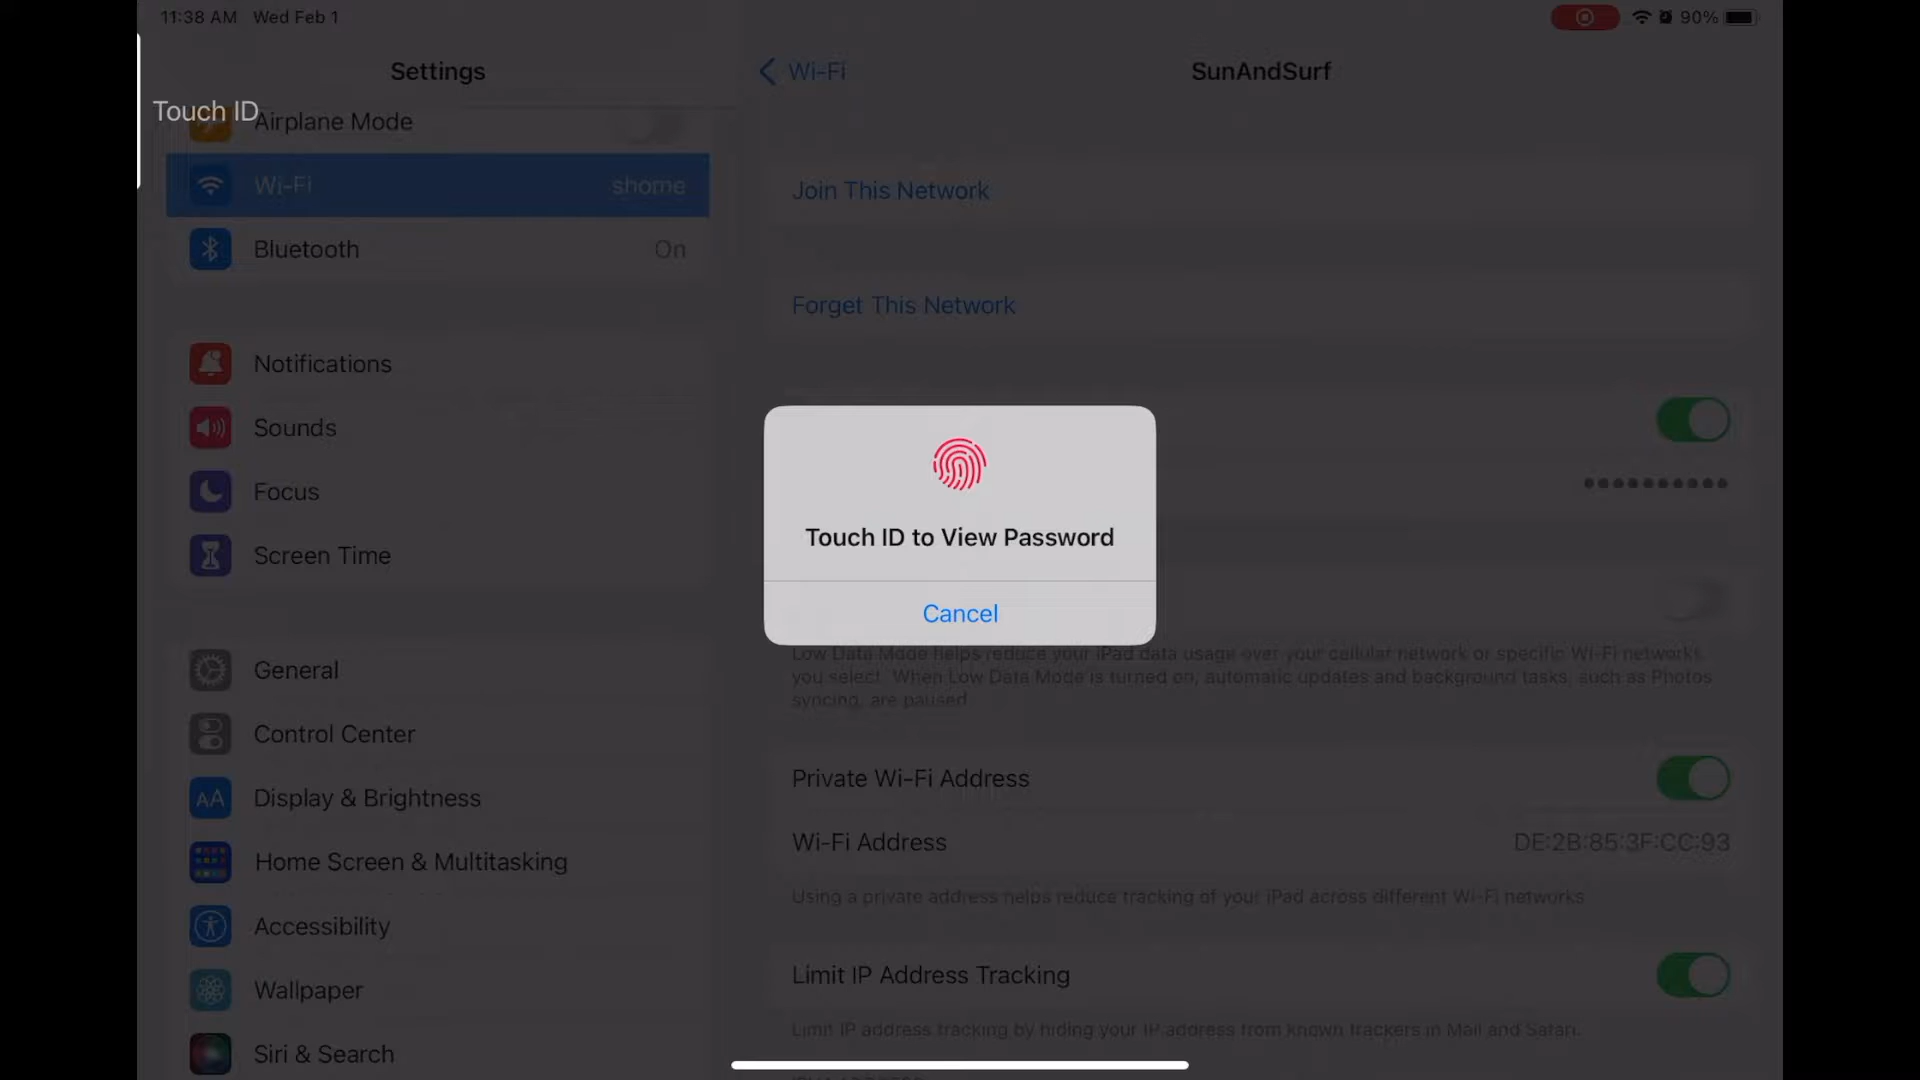 11:38 AM Wed Feb 1
90%
Settings
Touch ID
Airplane Mode
Wi-Fi shome
Bluetooth On
Notifications
Sounds
Focus
Screen Time
General
Control Center
Display & Brightness
AA
Home Screen & Multitasking
Accessibility
Wallpaper
Siri & Search
Wi-Fi
SunAndSurf
Join This Network
Forget This Network
Touch ID to View Password
Cancel
Low Data Mode helps reduce your iPad data usage over your cellular network or specific Wi-Fi networks
you select. When Low Data Mode is turned on, automatic updates and background tasks, such as Photos
syncing, are paused.
Private Wi-Fi Address
Wi-Fi Address DE:2B:85:3F:CC:93
Using a private address helps reduce tracking of your iPad across different Wi-Fi networks.
Limit IP Address Tracking
Limit IP address tracking by hiding your IP address from known trackers in Mail and Safari.